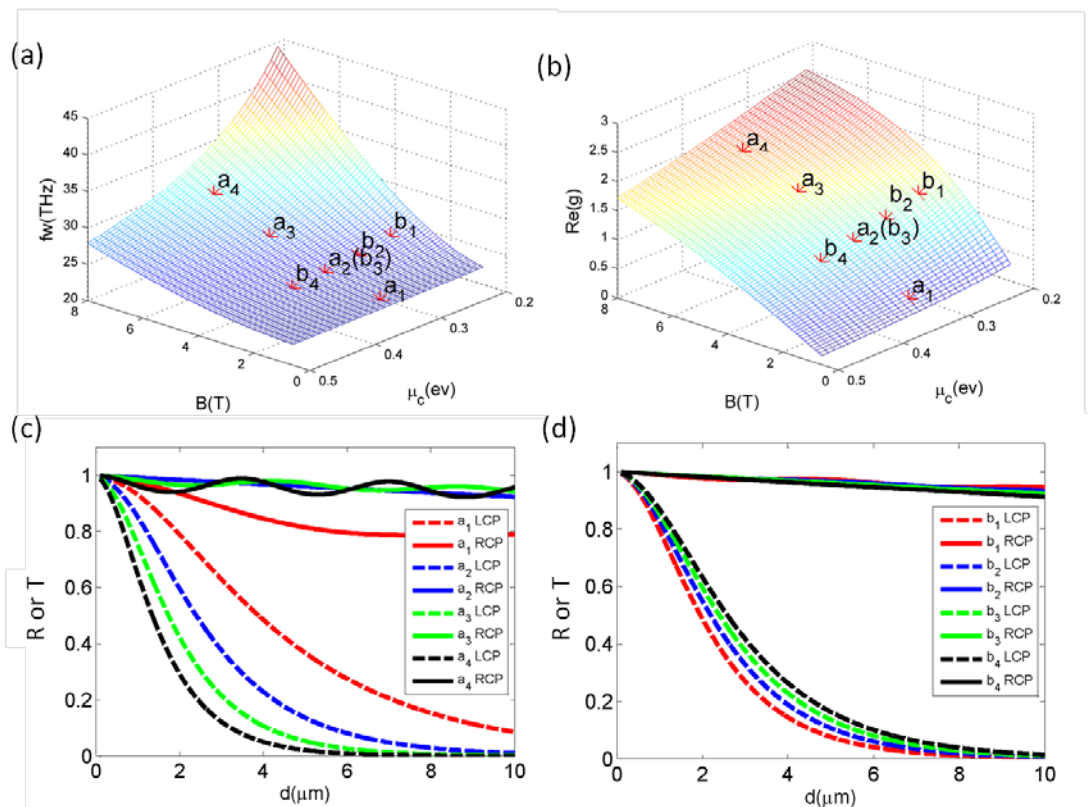 (a)
45
40
35
30
25
20
fw(THz)
8
6
4
2
0
B(T)
0.5
0.4
0.3
0.2
μc(ev)
a4
a3
b1
b2
a2(b3)
b4
a1
(b)
3
2.5
2
1.5
1
0.5
0
Re(g)
8
6
4
2
0
B(T)
0.5
0.4
0.3
0.2
μc(ev)
a4
a3
b1
b2
a2(b3)
b4
a1
(c)
1
0.8
0.6
0.4
0.2
0
R or T
0 2 4 6 8 10
d(μm)
a1 LCP
a1 RCP
a2 LCP
a2 RCP
a3 LCP
a3 RCP
a4 LCP
a4 RCP
(d)
1
0.8
0.6
0.4
0.2
0
R or T
0 2 4 6 8 10
d(μm)
b1 LCP
b1 RCP
b2 LCP
b2 RCP
b3 LCP
b3 RCP
b4 LCP
b4 RCP